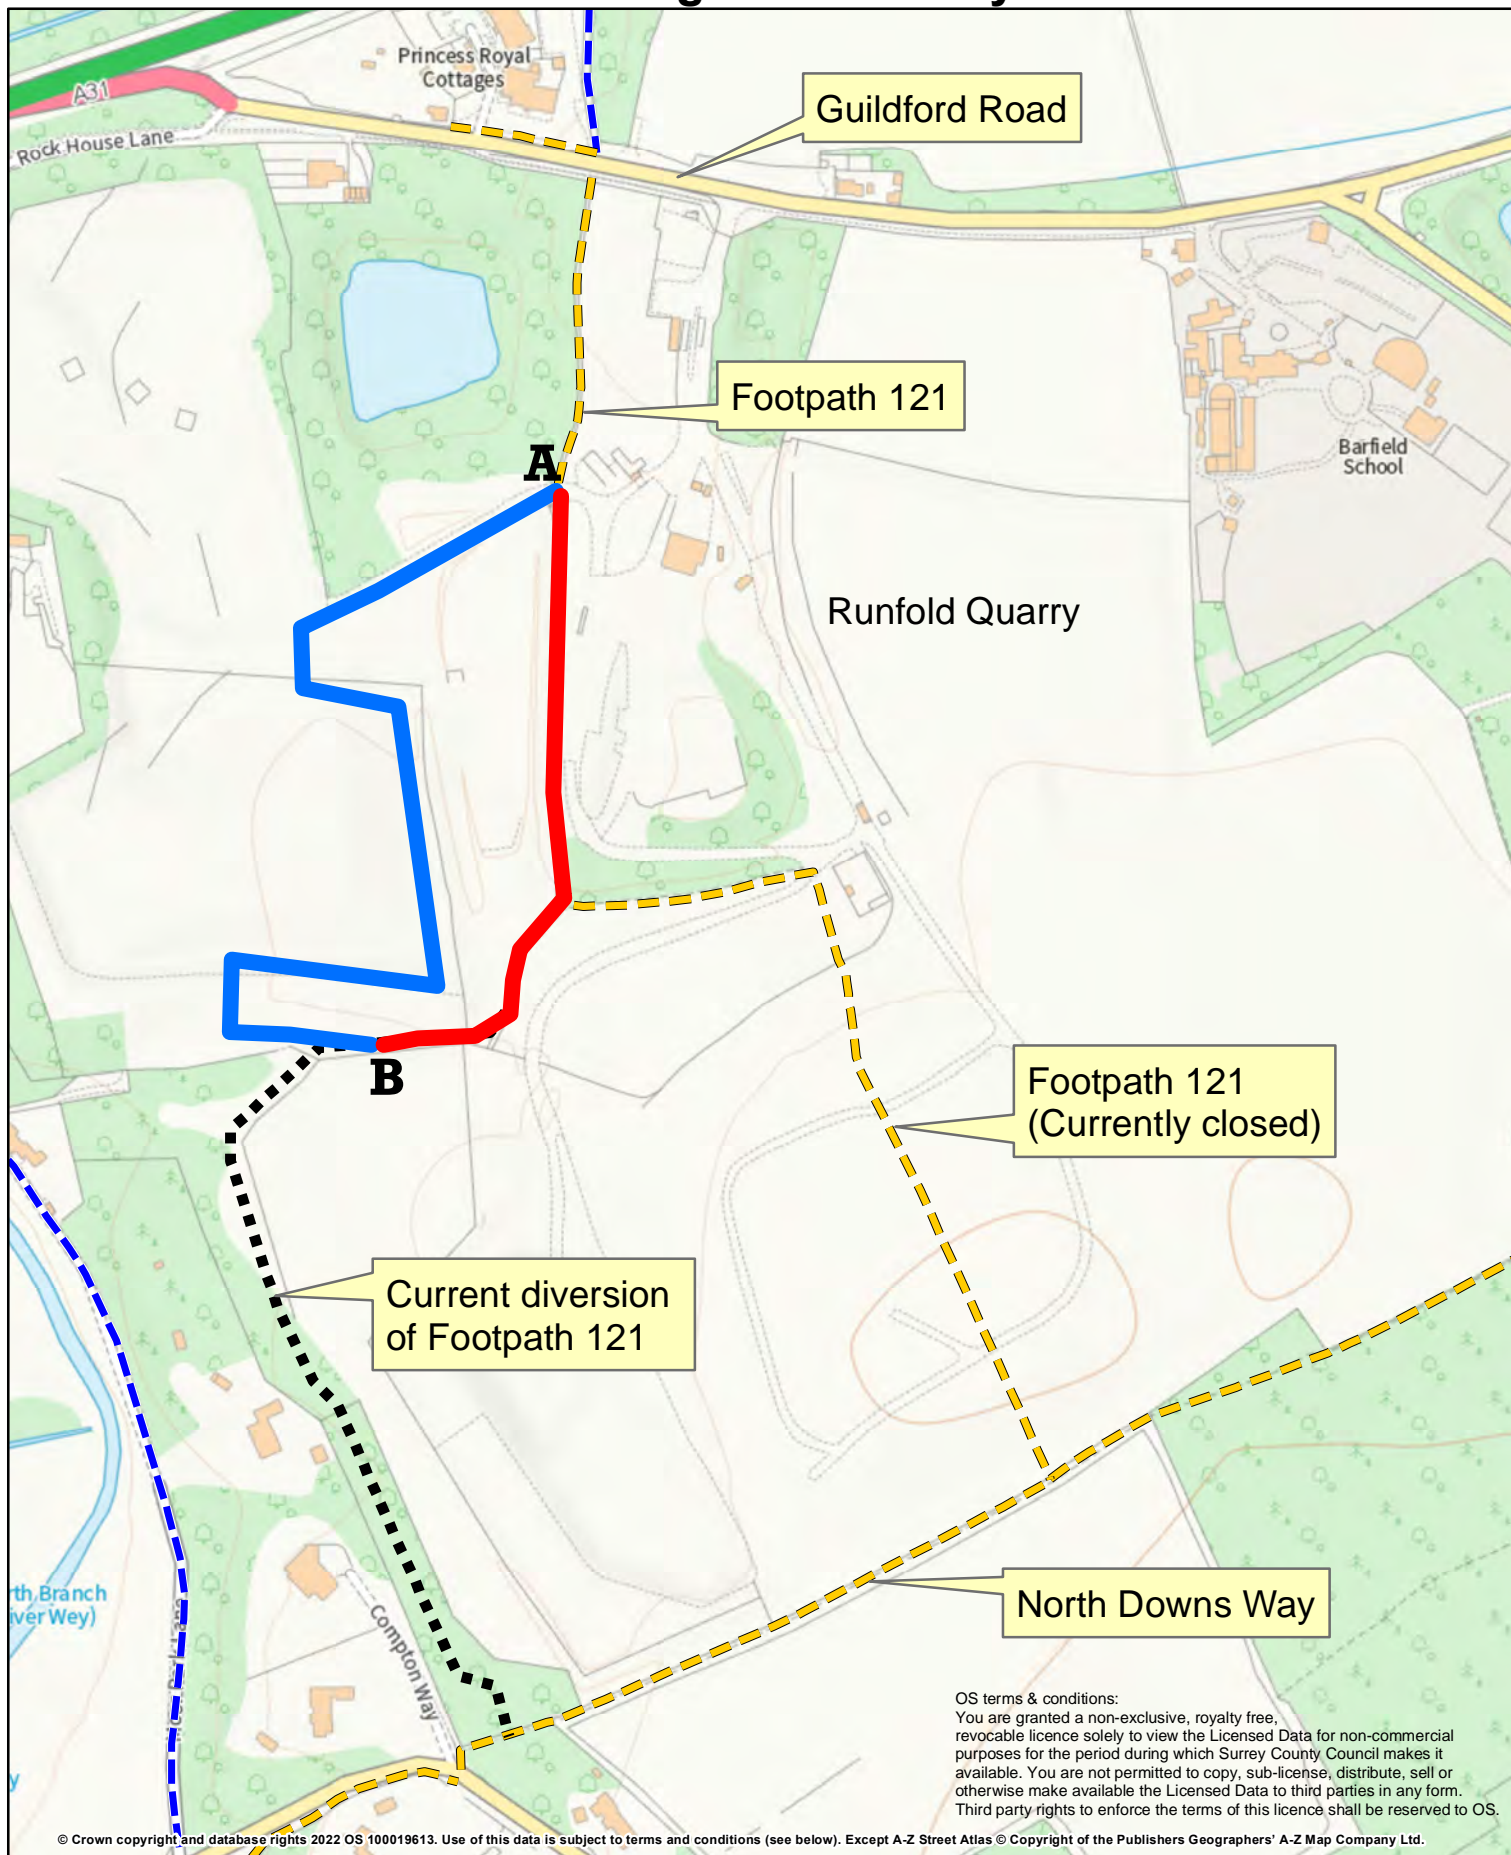 Princess Royal
Cottages
A31
Guildford Road
Rock House Lane
Footpath 121
A
Barfield
School
Runfold Quarry
B
Footpath 121
(Currently closed)
Current diversion
of Footpath 121
rth Branch
iver Wey)
Compton Way
North Downs Way
y
OS terms & conditions:
You are granted a non-exclusive, royalty free,
revocable licence solely to view the Licensed Data for non-commercial
purposes for the period during which Surrey County Council makes it
available. You are not permitted to copy, sub-license, distribute, sell or
otherwise make available the Licensed Data to third parties in any form.
Third party rights to enforce the terms of this licence shall be reserved to OS.
© Crown copyright and database rights 2022 OS 100019613. Use of this data is subject to terms and conditions (see below). Except A-Z Street Atlas © Copyright of the Publishers Geographers' A-Z Map Company Ltd.